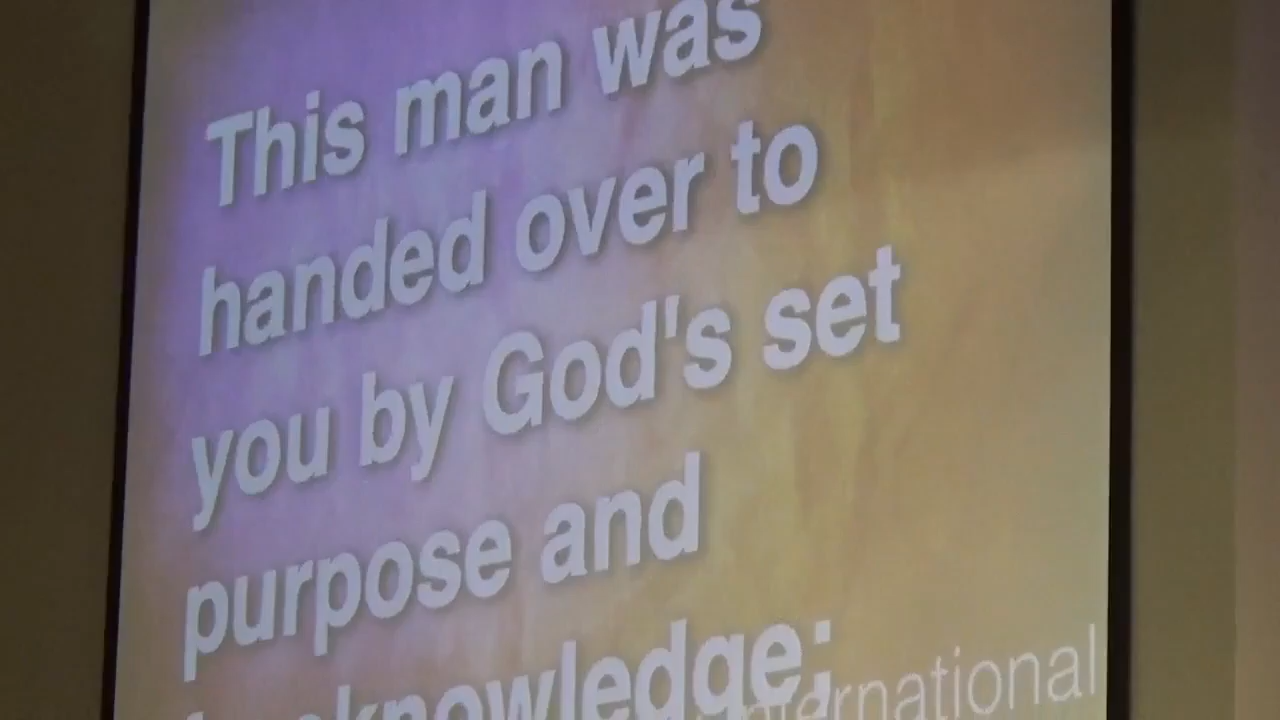 This man was
handed over to
you by God's set
purpose and
knowledge;